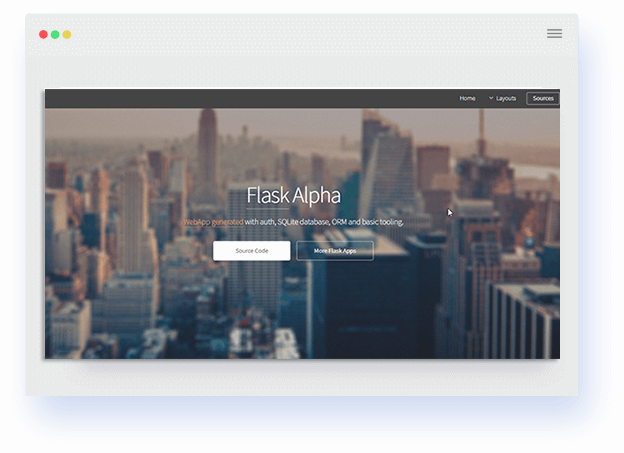 Home Layouts Sources
Flask Alpha
WebApp generated with auth, SQLite database, ORM and basic tooling.
Source Code More Flask Apps